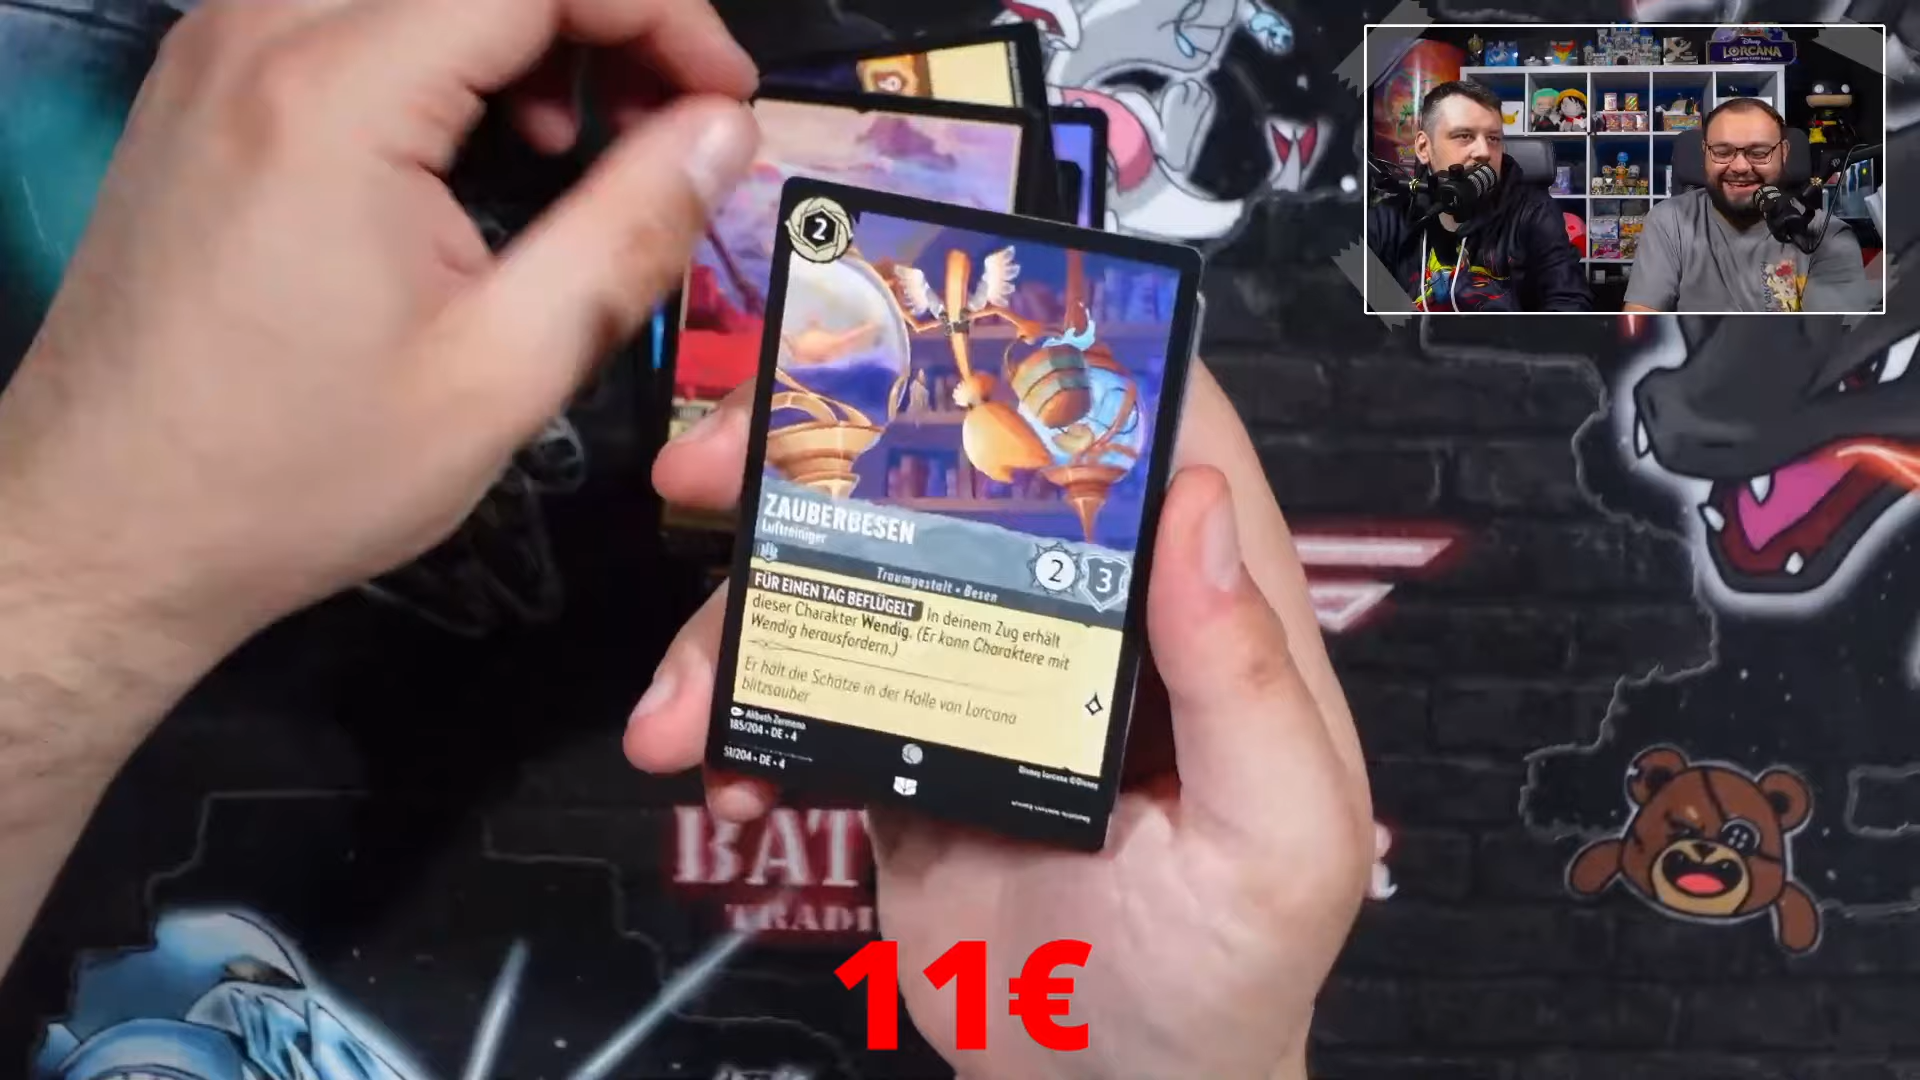 Disney
LORCANA
2
ZAUBERBESEN
Luftreiniger
Traumgestalt • Besen
2 3
FÜR EINEN TAG BEFLÜGELT In deinem Zug erhält
dieser Charakter Wendig. (Er kann Charaktere mit
Wendig herausfordern.)
Er hält die Schätze in der Halle von Lorcana
blitzsauber
185/204 • DE • 4
51/204 • DE • 4
Disney Lorcana ©Disney
BAT
TRADI
11€